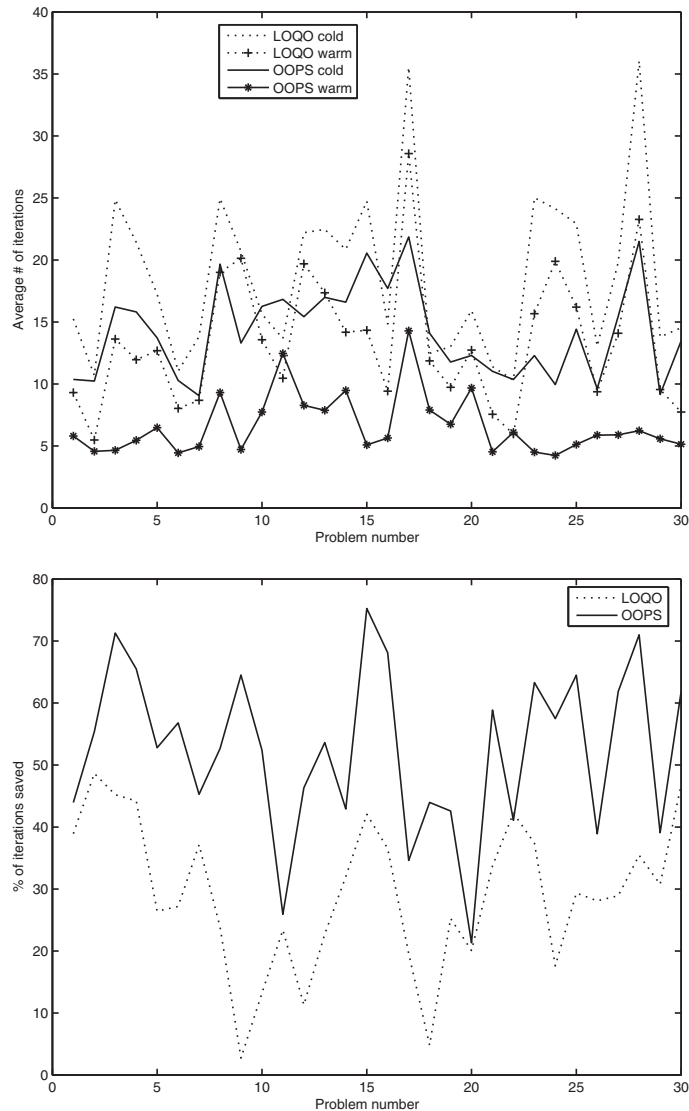 40
35
30
25
20
15
10
5
0
Average # of iterations
LOQO cold
LOQO warm
OOPS cold
OOPS warm
0 5 10 15 20 25 30
Problem number
80
70
60
50
40
30
20
10
0
% of iterations saved
LOQO
OOPS
0 5 10 15 20 25 30
Problem number